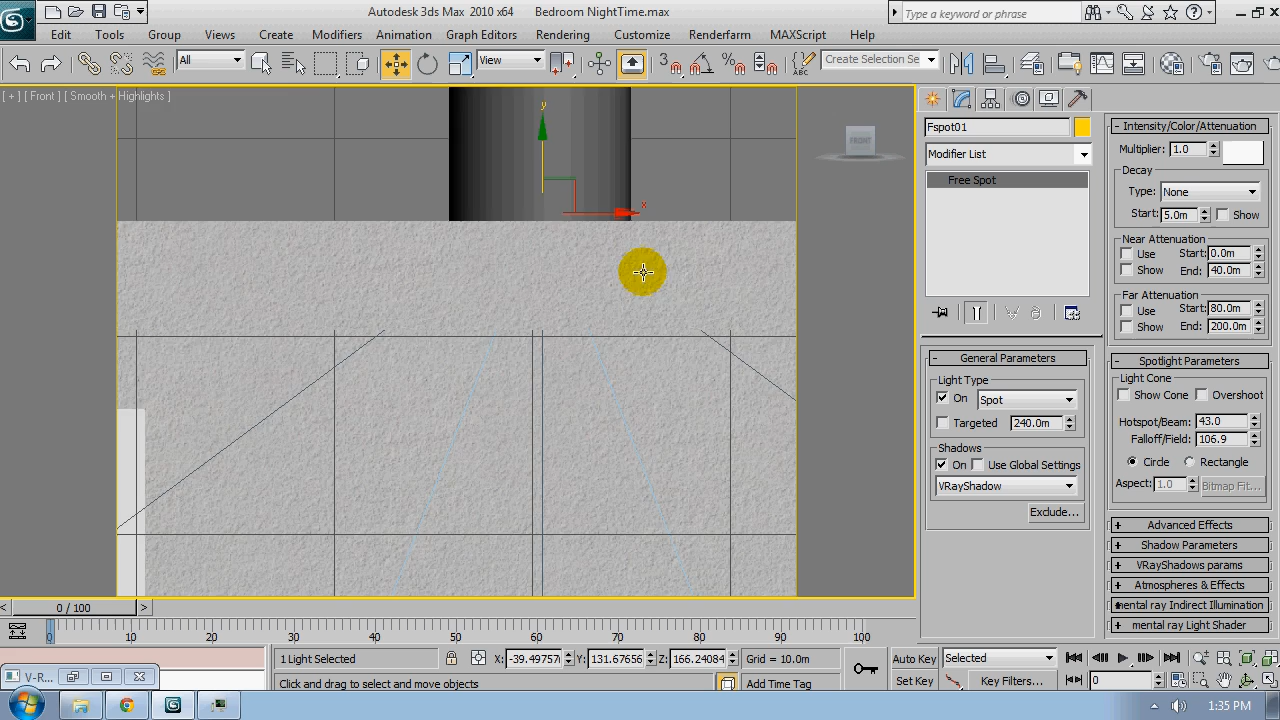 Autodesk 3ds Max 2010 x64 Bedroom NightTime.max
Type a keyword or phrase
Edit Tools Group Views Create Modifiers Animation Graph Editors Rendering Customize Renderfarm MAXScript Help
All
View
3
ABC
Create Selection Se
[ + ] [ Front ] [ Smooth + Highlights ]
y
x
FRONT
Fspot01
Modifier List
Free Spot
- General Parameters
Light Type
On Spot
Targeted 240.0m
Shadows
On Use Global Settings
VRayShadow
Exclude...
- Intensity/Color/Attenuation
Multiplier: 1.0
Decay
Type: None
Start: 5.0m Show
Near Attenuation
Use Start: 0.0m
Show End: 40.0m
Far Attenuation
Use Start: 80.0m
Show End: 200.0m
- Spotlight Parameters
Light Cone
Show Cone Overshoot
Hotspot/Beam: 43.0
Falloff/Field: 106.9
Circle Rectangle
Aspect: 1.0 Bitmap Fit...
+ Advanced Effects
+ Shadow Parameters
+ VRayShadows params
+ Atmospheres & Effects
mental ray Indirect Illumination
+ mental ray Light Shader
< 0 / 100 >
0 10 20 30 40 50 60 70 80 90 100
1 Light Selected X: -39.49757 Y: 131.67656 Z: 166.24084 Grid = 10.0m
Auto Key Selected
V-R...
Click and drag to select and move objects Add Time Tag
Set Key Key Filters... 0
1:35 PM